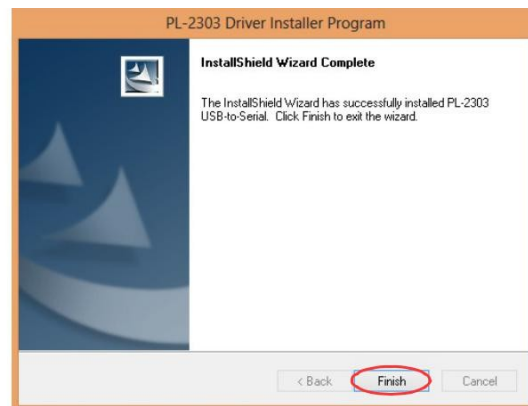 PL-2303 Driver Installer Program
InstallShield Wizard Complete
The InstallShield Wizard has successfully installed PL-2303
USB-to-Serial. Click Finish to exit the wizard.
< Back Finish Cancel